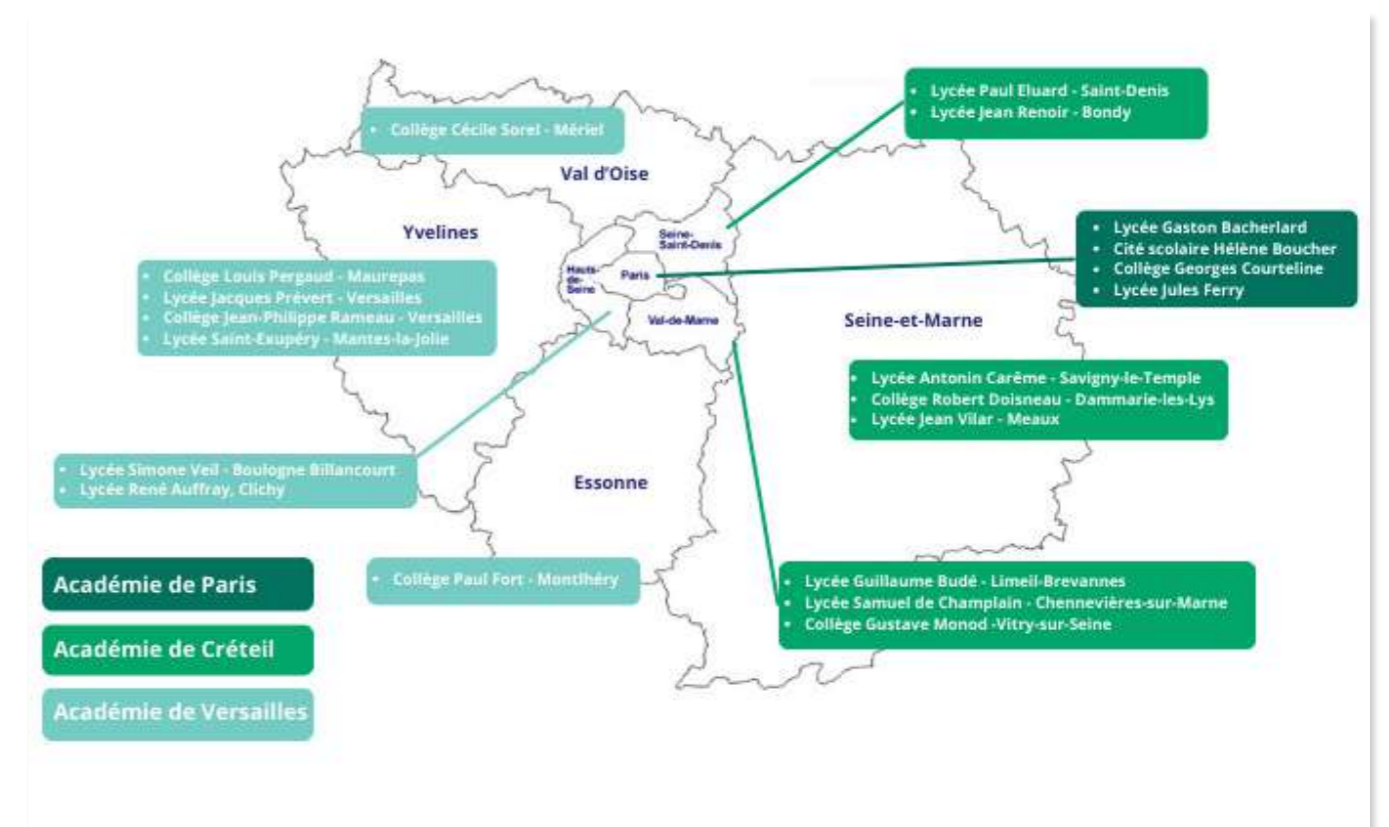 • Lycée Paul Eluard - Saint-Denis
• Lycée Jean Renoir - Bondy
• Collège Cécile Sorel - Mériel
Val d'Oise
Yvelines
Seine-
Saint-Denis
• Lycée Gaston Bacherlard
• Cité scolaire Hélène Boucher
• Collège Georges Courteline
• Lycée Jules Ferry
Hauts-
de-
Seine
Paris
• Collège Louis Pergaud - Maurepas
• Lycée Jacques Prévert - Versailles
• Collège Jean-Philippe Rameau - Versailles
• Lycée Saint-Exupéry - Mantes-la-Jolie
Val-de-Marne
Seine-et-Marne
• Lycée Antonin Carême - Savigny-le-Temple
• Collège Robert Doisneau - Dammarie-les-Lys
• Lycée Jean Vilar - Meaux
• Lycée Simone Veil - Boulogne Billancourt
• Lycée René Auffray, Clichy
Essonne
• Collège Paul Fort - Montlhéry
• Lycée Guillaume Budé - Limeil-Brevannes
• Lycée Samuel de Champlain - Chennevières-sur-Marne
• Collège Gustave Monod -Vitry-sur-Seine
Académie de Paris
Académie de Créteil
Académie de Versailles